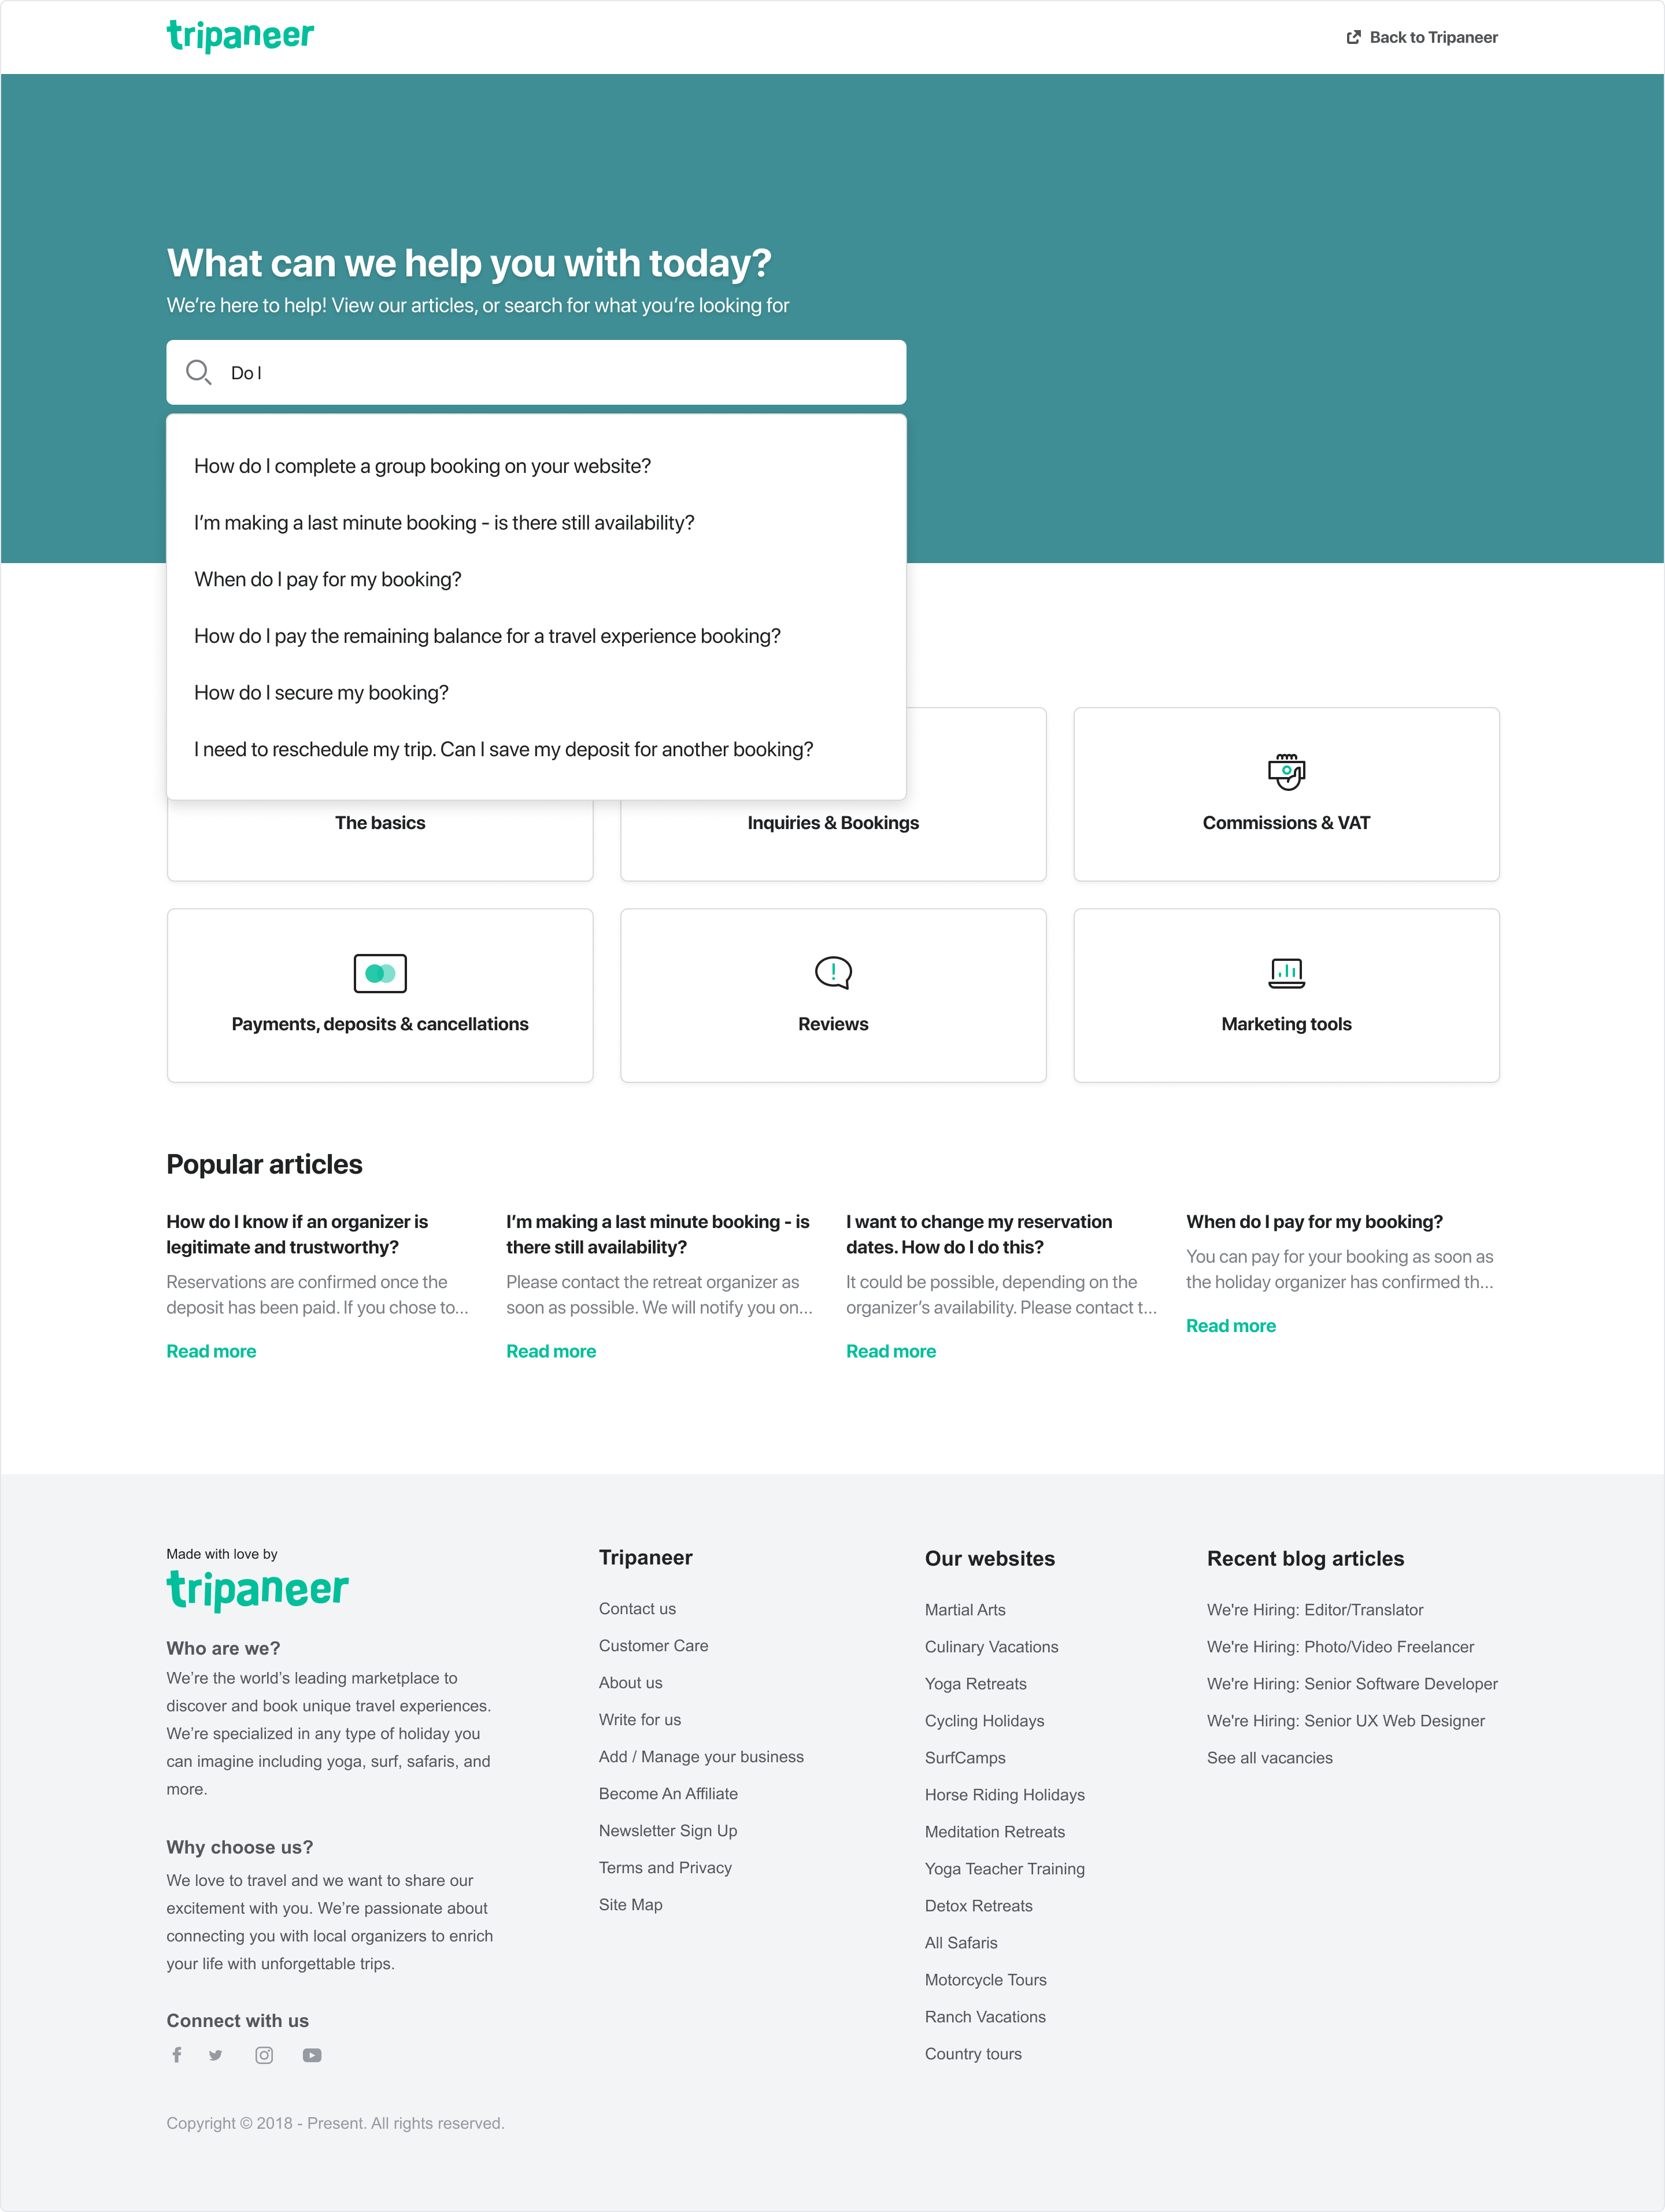 tripaneer
Back to Tripaneer
What can we help you with today?
We’re here to help! View our articles, or search for what you’re looking for
Do I
How do I complete a group booking on your website?
I’m making a last minute booking - is there still availability?
When do I pay for my booking?
How do I pay the remaining balance for a travel experience booking?
How do I secure my booking?
I need to reschedule my trip. Can I save my deposit for another booking?
The basics
Inquiries & Bookings
Commissions & VAT
Payments, deposits & cancellations
Reviews
Marketing tools
Popular articles
How do I know if an organizer is
legitimate and trustworthy?
Reservations are confirmed once the
deposit has been paid. If you chose to...
Read more
I’m making a last minute booking - is
there still availability?
Please contact the retreat organizer as
soon as possible. We will notify you on...
Read more
I want to change my reservation
dates. How do I do this?
It could be possible, depending on the
organizer’s availability. Please contact t...
Read more
When do I pay for my booking?
You can pay for your booking as soon as
the holiday organizer has confirmed th...
Read more
Made with love by
tripaneer
Who are we?
We’re the world’s leading marketplace to
discover and book unique travel experiences.
We’re specialized in any type of holiday you
can imagine including yoga, surf, safaris, and
more.
Why choose us?
We love to travel and we want to share our
excitement with you. We’re passionate about
connecting you with local organizers to enrich
your life with unforgettable trips.
Connect with us
Tripaneer
Contact us
Customer Care
About us
Write for us
Add / Manage your business
Become An Affiliate
Newsletter Sign Up
Terms and Privacy
Site Map
Our websites
Martial Arts
Culinary Vacations
Yoga Retreats
Cycling Holidays
SurfCamps
Horse Riding Holidays
Meditation Retreats
Yoga Teacher Training
Detox Retreats
All Safaris
Motorcycle Tours
Ranch Vacations
Country tours
Recent blog articles
We're Hiring: Editor/Translator
We're Hiring: Photo/Video Freelancer
We're Hiring: Senior Software Developer
We're Hiring: Senior UX Web Designer
See all vacancies
Copyright © 2018 - Present. All rights reserved.